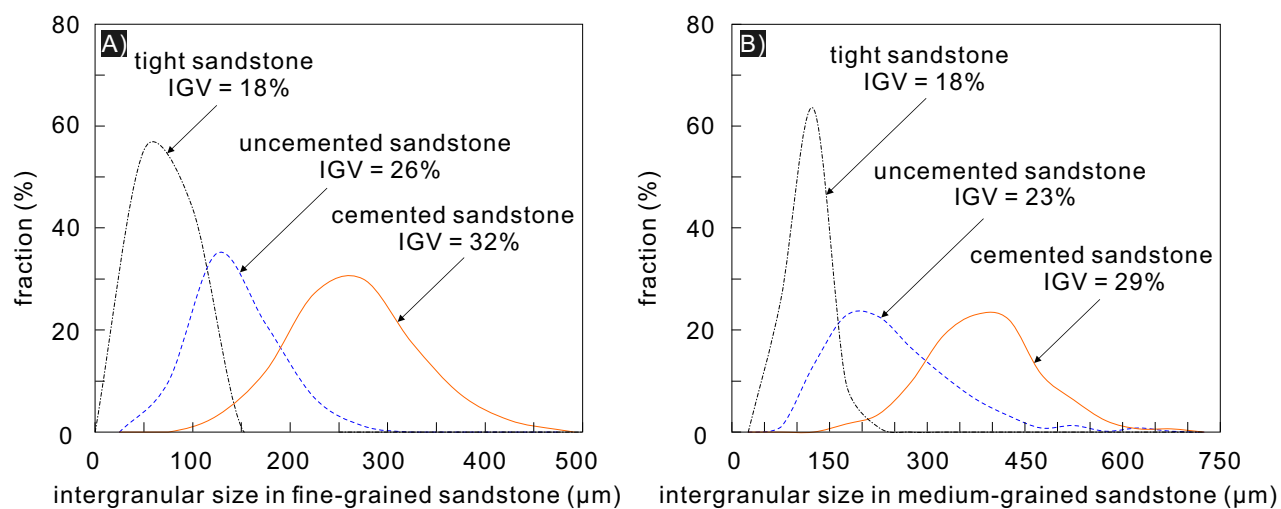 A)
80
60
40
20
0
fraction (%)
tight sandstone
IGV = 18%
uncemented sandstone
IGV = 26%
cemented sandstone
IGV = 32%
0 100 200 300 400 500
intergranular size in fine-grained sandstone (μm)
B)
80
60
40
20
0
fraction (%)
tight sandstone
IGV = 18%
uncemented sandstone
IGV = 23%
cemented sandstone
IGV = 29%
0 150 300 450 600 750
intergranular size in medium-grained sandstone (μm)